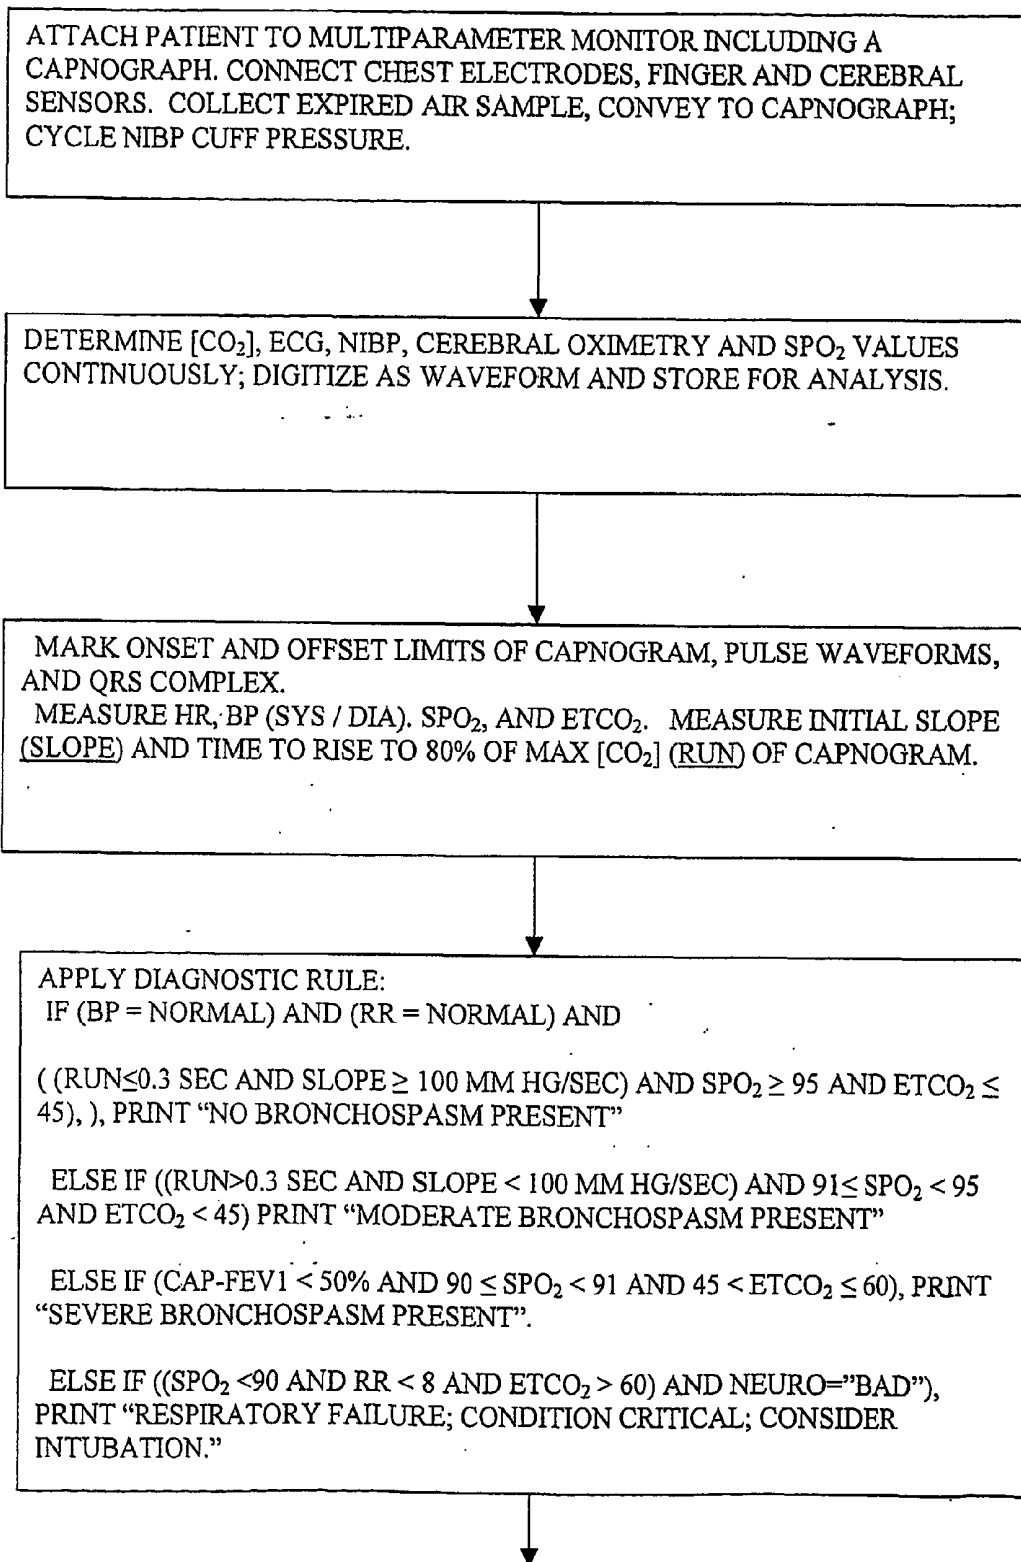 ATTACH PATIENT TO MULTIPARAMETER MONITOR INCLUDING A
CAPNOGRAPH. CONNECT CHEST ELECTRODES, FINGER AND CEREBRAL
SENSORS. COLLECT EXPIRED AIR SAMPLE, CONVEY TO CAPNOGRAPH;
CYCLE NIBP CUFF PRESSURE.
DETERMINE [CO₂], ECG, NIBP, CEREBRAL OXIMETRY AND SPO₂ VALUES
CONTINUOUSLY; DIGITIZE AS WAVEFORM AND STORE FOR ANALYSIS.
MARK ONSET AND OFFSET LIMITS OF CAPNOGRAM, PULSE WAVEFORMS,
AND QRS COMPLEX.
MEASURE HR, BP (SYS / DIA). SPO₂, AND ETCO₂. MEASURE INITIAL SLOPE
(SLOPE) AND TIME TO RISE TO 80% OF MAX [CO₂] (RUN) OF CAPNOGRAM.
APPLY DIAGNOSTIC RULE:
IF (BP = NORMAL) AND (RR = NORMAL) AND
( (RUN≤0.3 SEC AND SLOPE ≥ 100 MM HG/SEC) AND SPO₂ ≥ 95 AND ETCO₂ ≤
45), ), PRINT “NO BRONCHOSPASM PRESENT”
ELSE IF ((RUN>0.3 SEC AND SLOPE < 100 MM HG/SEC) AND 91≤ SPO₂ < 95
AND ETCO₂ < 45) PRINT “MODERATE BRONCHOSPASM PRESENT”
ELSE IF (CAP-FEV1 < 50% AND 90 ≤ SPO₂ < 91 AND 45 < ETCO₂ ≤ 60), PRINT
“SEVERE BRONCHOSPASM PRESENT”.
ELSE IF ((SPO₂ <90 AND RR < 8 AND ETCO₂ > 60) AND NEURO=”BAD”),
PRINT “RESPIRATORY FAILURE; CONDITION CRITICAL; CONSIDER
INTUBATION.”